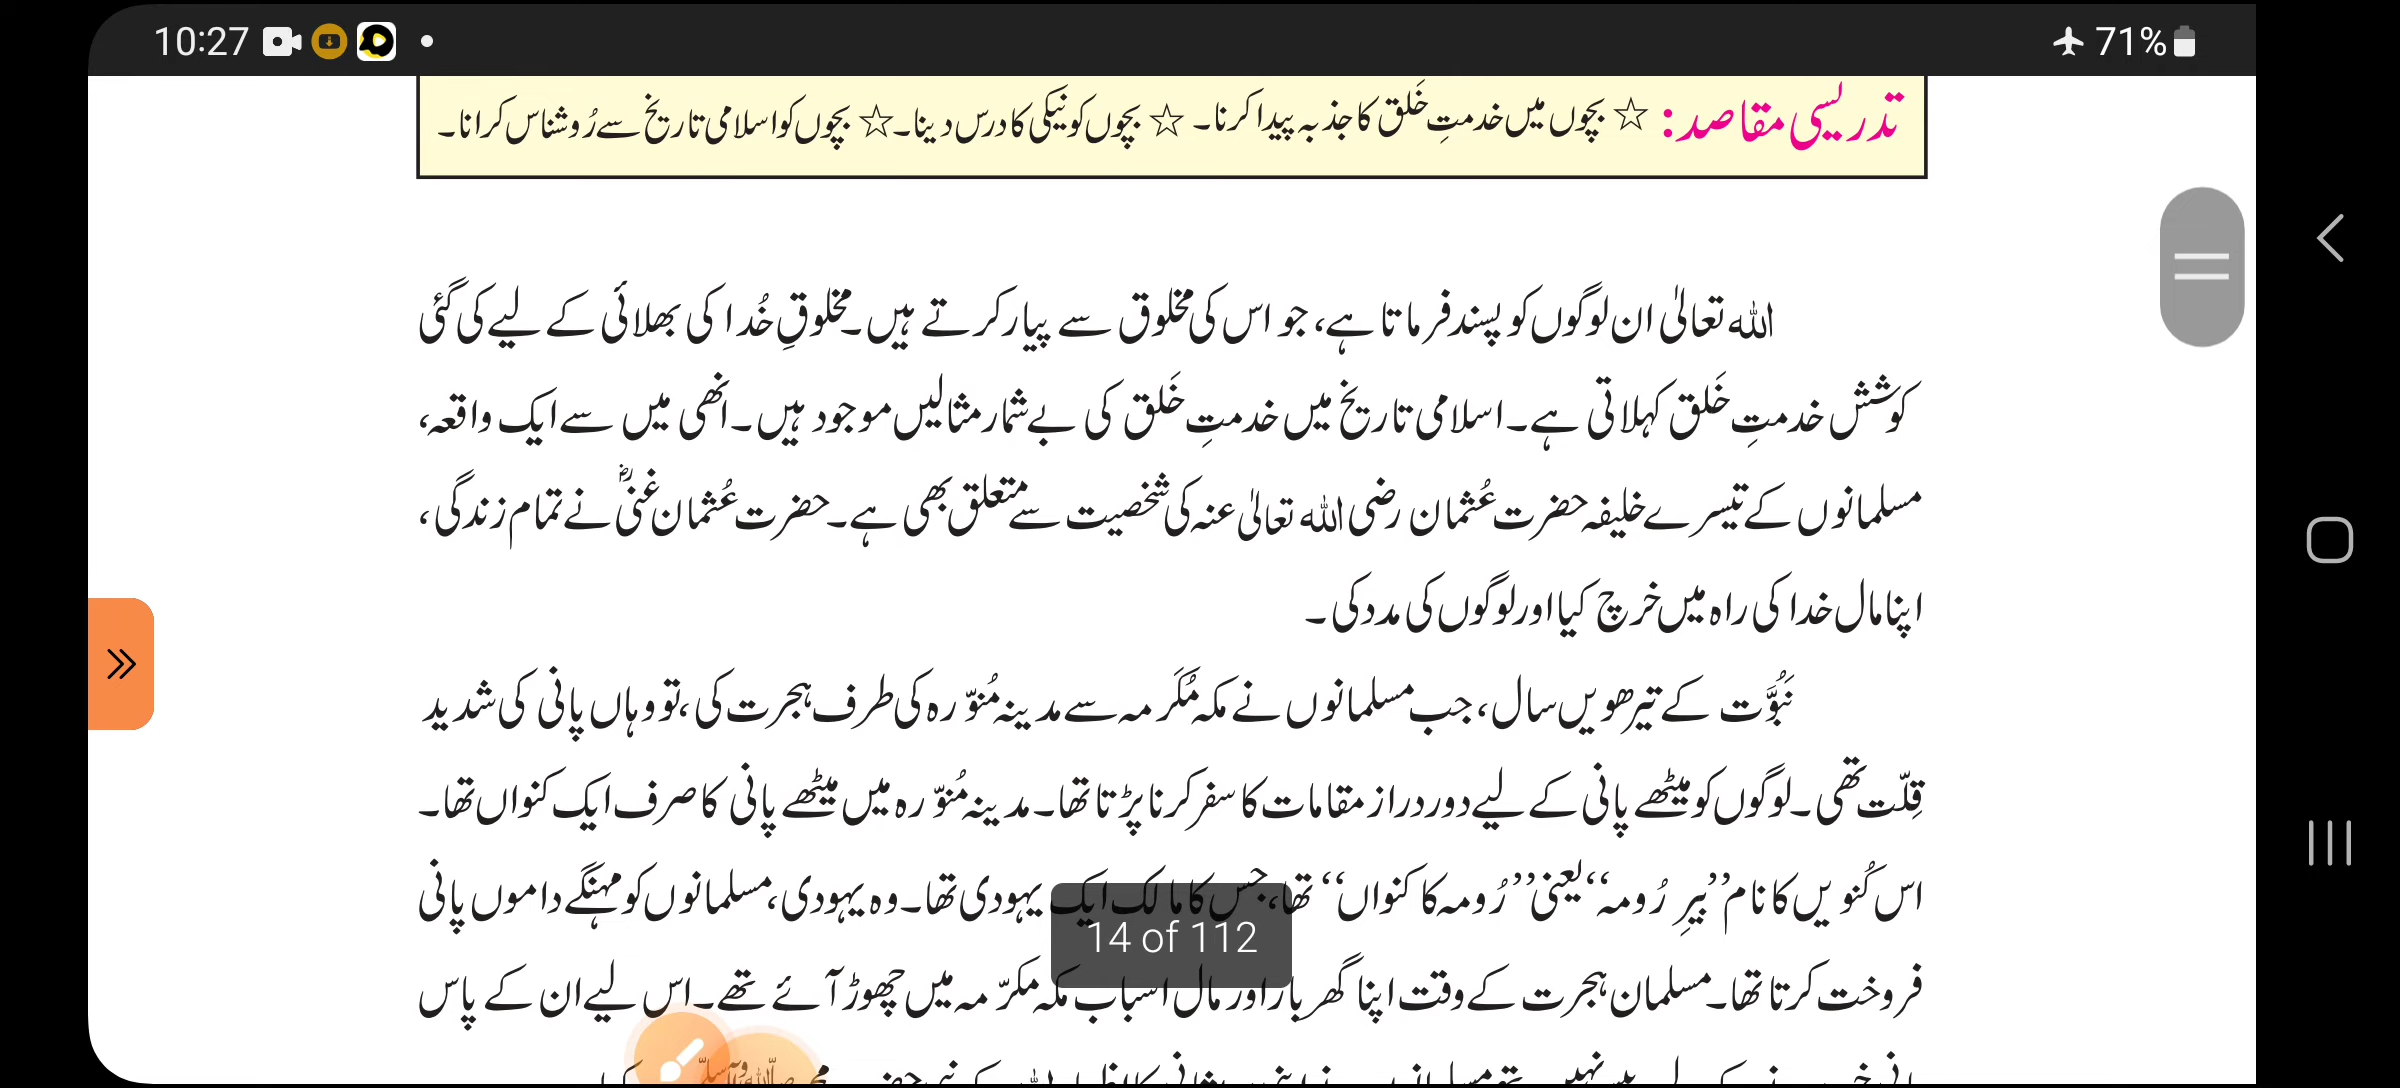 10:27
71%
تدریسی مقاصد: ☆ بچوں میں خدمتِ خَلق کا جذبہ پیدا کرنا۔ ☆ بچوں کو نیکی کا درس دینا۔ ☆ بچوں کو اسلامی تاریخ سے رُوشناس کرانا۔
اللہ تعالیٰ ان لوگوں کو پسند فرماتا ہے، جو اس کی مخلوق سے پیار کرتے ہیں۔ مخلوقِ خُدا کی بھلائی کے لیے کی گئی
کوشش خدمتِ خَلق کہلاتی ہے۔ اسلامی تاریخ میں خدمتِ خَلق کی بے شمار مثالیں موجود ہیں۔ انھی میں سے ایک واقعہ،
مسلمانوں کے تیسرے خلیفہ حضرت عُثمان رضی اللہ تعالیٰ عنہ کی شخصیت سے متعلق بھی ہے۔ حضرت عُثمان غنیؓ نے تمام زندگی،
اپنا مال خدا کی راہ میں خرچ کیا اور لوگوں کی مدد کی۔
نَبُوَّت کے تیرھویں سال، جب مسلمانوں نے مکہ مُکَرمہ سے مدینہ مُنوّرہ کی طرف ہجرت کی، تو وہاں پانی کی شدید
قِلّت تھی۔ لوگوں کو میٹھے پانی کے لیے دور دراز مقامات کا سفر کرنا پڑتا تھا۔ مدینہ مُنوّرہ میں میٹھے پانی کا صرف ایک کنواں تھا۔
اس کُنویں کا نام ’’بیرِ رُومہ‘‘ یعنی ’’رُومہ کا کنواں‘‘ تھا، جس کا مالک ایک یہودی تھا۔ وہ یہودی، مسلمانوں کو مہنگے داموں پانی
14 of 112
فروخت کرتا تھا۔ مسلمان ہجرت کے وقت اپنا گھر بار اور مال اسباب مکہ مکرّمہ میں چھوڑ آئے تھے۔ اس لیے ان کے پاس